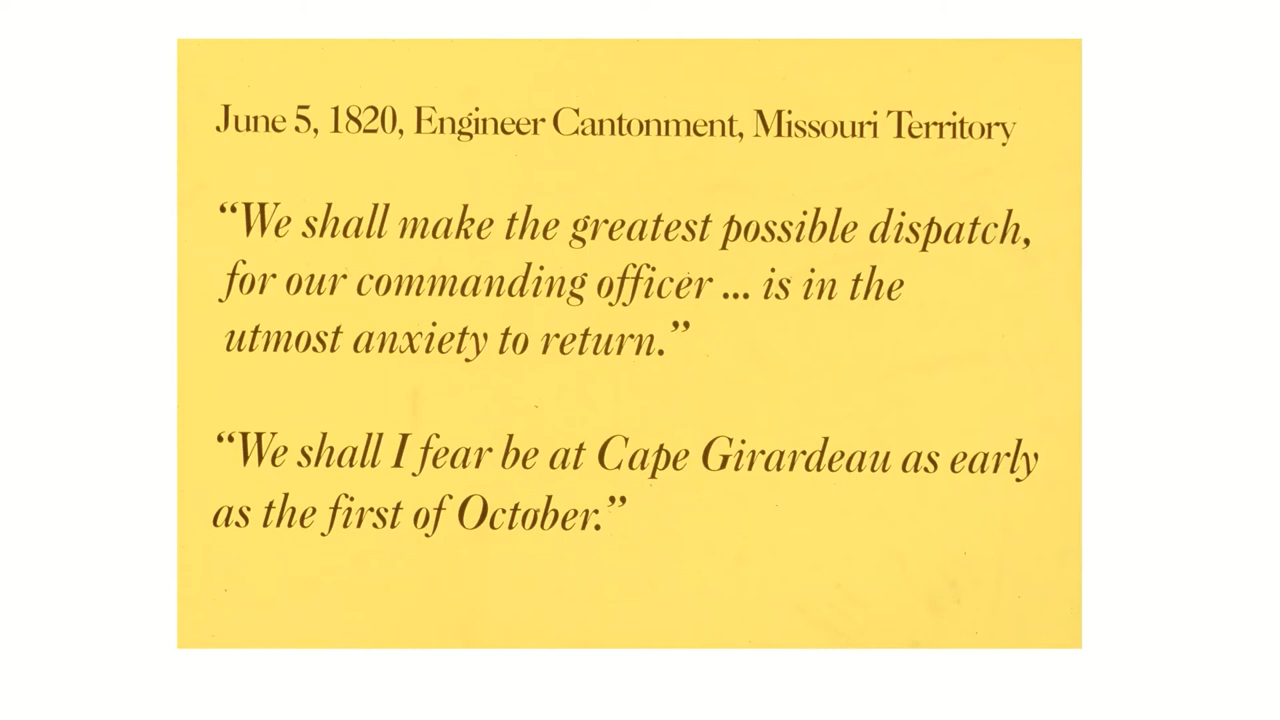 June 5, 1820, Engineer Cantonment, Missouri Territory
“We shall make the greatest possible dispatch,
for our commanding officer ... is in the
utmost anxiety to return.”
“We shall I fear be at Cape Girardeau as early
as the first of October.”